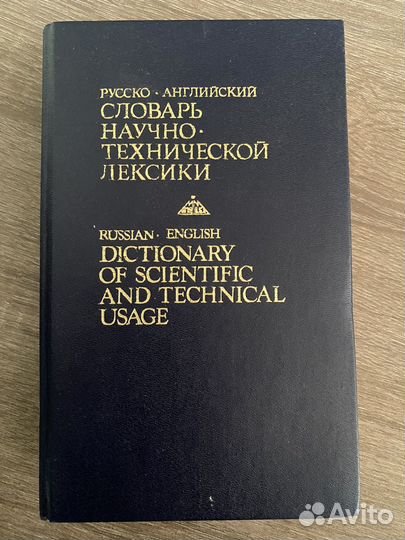 РУССКО · АНГЛИЙСКИЙ
СЛОВАРЬ
НАУЧНО ·
ТЕХНИЧЕСКОЙ
ЛЕКСИКИ
RUSSIAN · ENGLISH
DICTIONARY
OF SCIENTIFIC
AND TECHNICAL
USAGE
Avito